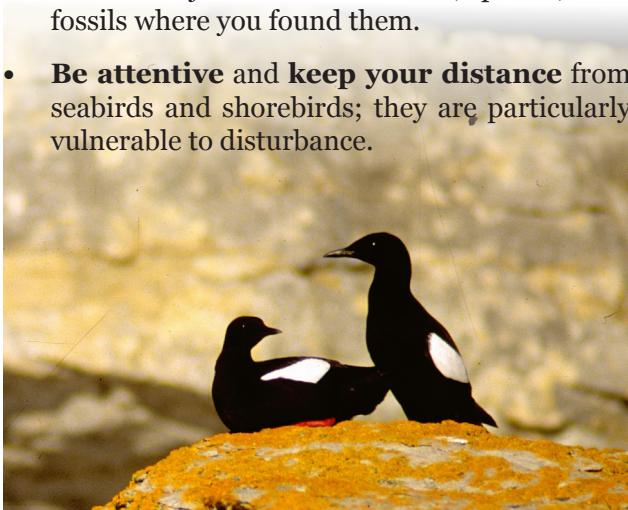 fossils where you found them.
• Be attentive and keep your distance from
seabirds and shorebirds; they are particularly
vulnerable to disturbance.